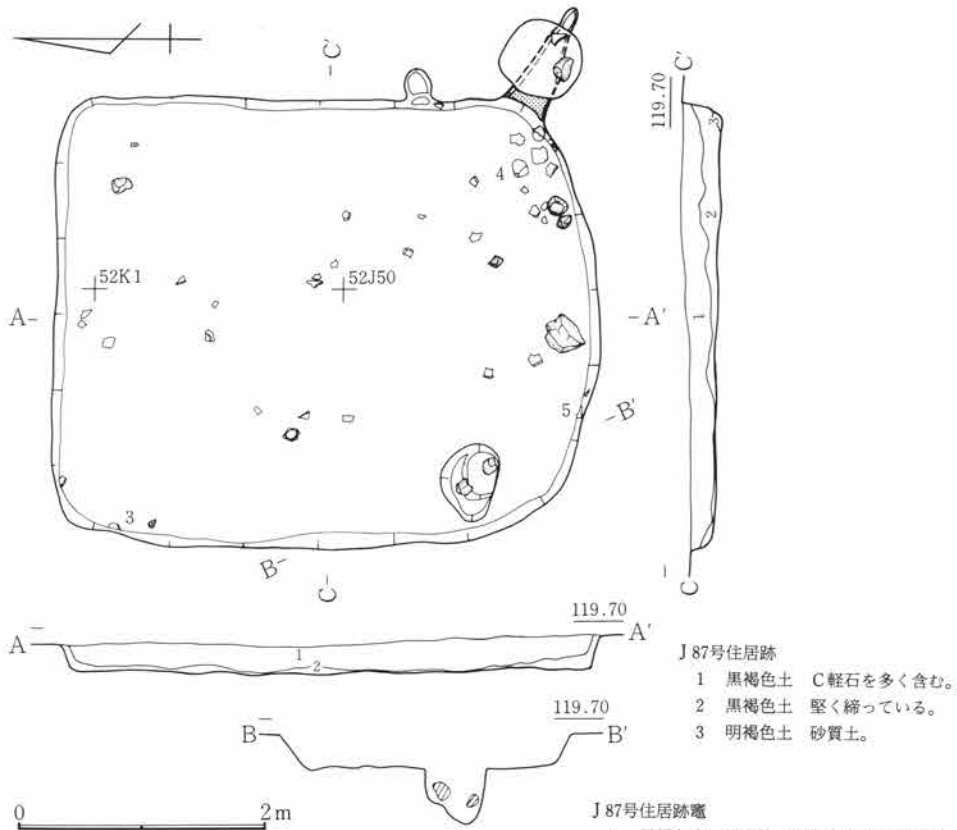 C'
C'
119.70
3
4
2
52K1
52J50
A
A'
1
5
B'
3
B
C
C
119.70
A
A'
1
2
J 87号住居跡
1 黒褐色土 C軽石を多く含む。
2 黒褐色土 堅く締っている。
3 明褐色土 砂質土。
119.70
B
B'
0
2m
J 87号住居跡竈